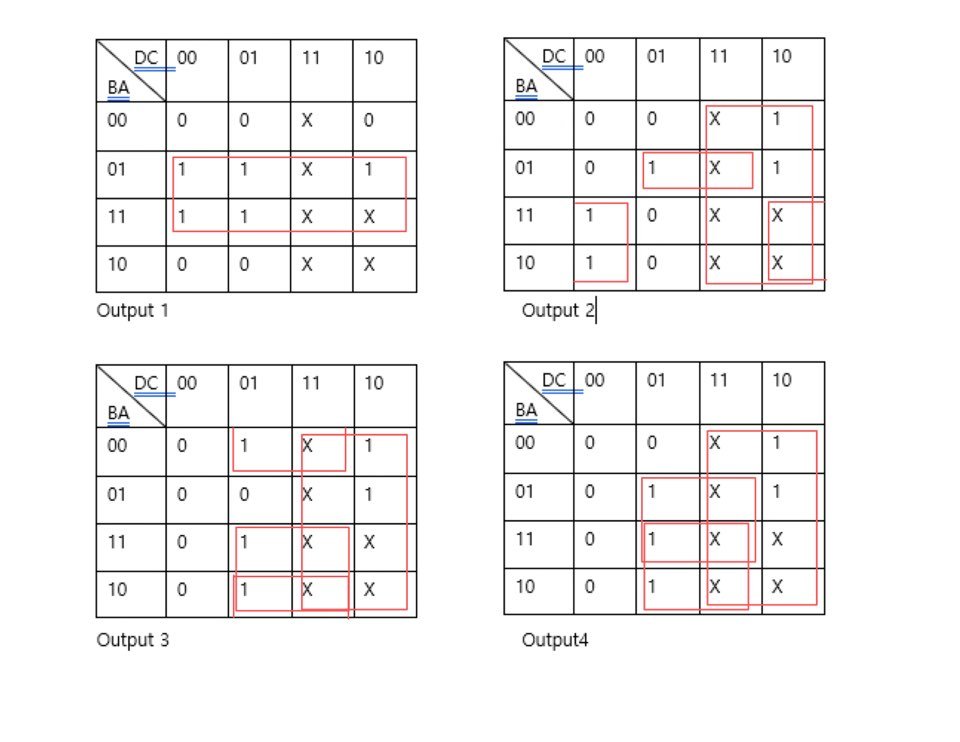 DC 00 01 11 10
BA
00 0 0 X 0
01 1 1 X 1
11 1 1 X X
10 0 0 X X
Output 1
DC 00 01 11 10
BA
00 0 0 X 1
01 0 1 X 1
11 1 0 X X
10 1 0 X X
Output 2
DC 00 01 11 10
BA
00 0 1 X 1
01 0 0 X 1
11 0 1 X X
10 0 1 X X
Output 3
DC 00 01 11 10
BA
00 0 0 X 1
01 0 1 X 1
11 0 1 X X
10 0 1 X X
Output4